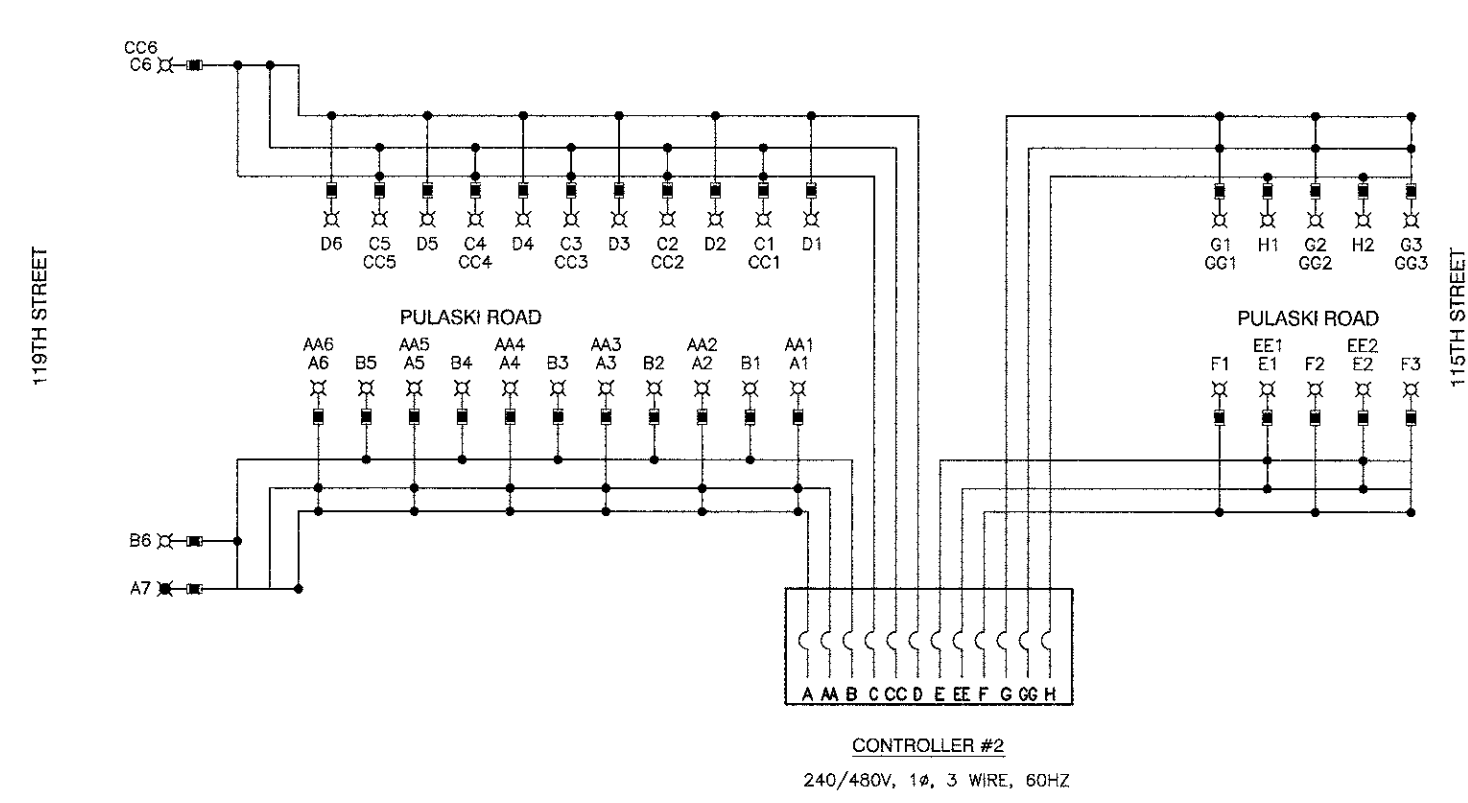 CC6
C6
D6 C5 D5 C4 D4 C3 D3 C2 D2 C1 D1
CC5 CC4 CC3 CC2 CC1
G1 H1 G2 H2 G3
GG1 GG2 GG3
119TH STREET
115TH STREET
PULASKI ROAD
PULASKI ROAD
AA6 AA5 AA4 AA3 AA2 AA1
A6 B5 A5 B4 A4 B3 A3 B2 A2 B1 A1
EE1 EE2
F1 E1 F2 E2 F3
B6
A7
A AA B C CC D E EE F G GG H
CONTROLLER #2
240/480V, 1ø, 3 WIRE, 60HZ